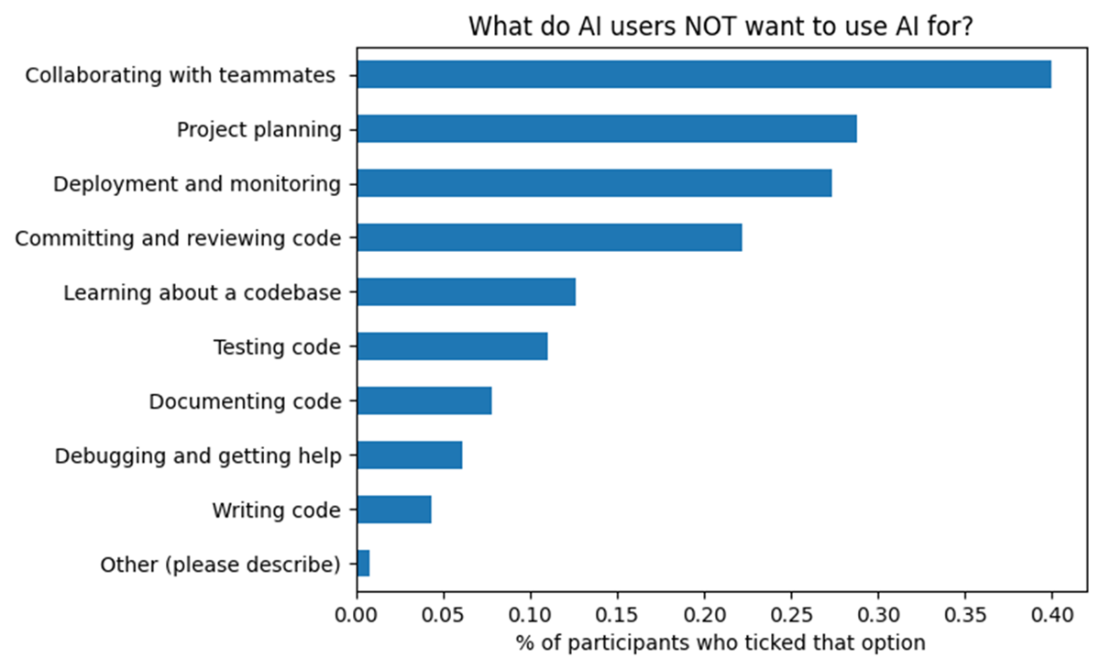 What do AI users NOT want to use AI for?
Collaborating with teammates
Project planning
Deployment and monitoring
Committing and reviewing code
Learning about a codebase
Testing code
Documenting code
Debugging and getting help
Writing code
Other (please describe)
0.00 0.05 0.10 0.15 0.20 0.25 0.30 0.35 0.40
% of participants who ticked that option